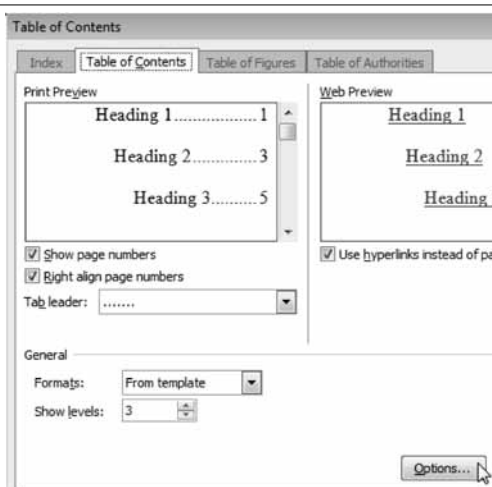 Table of Contents
Index Table of Contents Table of Figures Table of Authorities
Print Preview Web Preview
Heading 1..................1 Heading 1
Heading 2..............3 Heading 2
Heading 3..........5 Heading
Show page numbers Use hyperlinks instead of pa
Right align page numbers
Tab leader: .......
General
Formats: From template
Show levels: 3
Options...